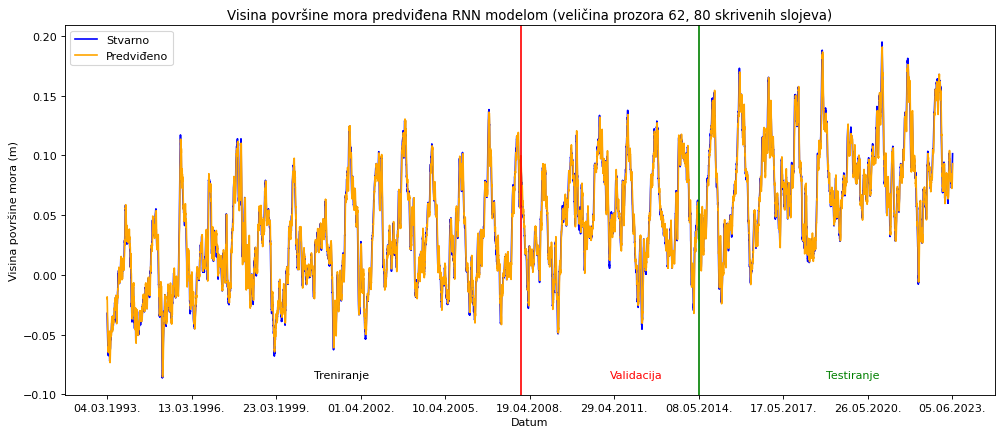 Visina površine mora predviđena RNN modelom (veličina prozora 62, 80 skrivenih slojeva)
Stvarno
Predviđeno
Visina površine mora (m)
0.20
0.15
0.10
0.05
0.00
−0.05
−0.10
Treniranje
Validacija
Testiranje
04.03.1993.
13.03.1996.
23.03.1999.
01.04.2002.
10.04.2005.
19.04.2008.
29.04.2011.
08.05.2014.
17.05.2017.
26.05.2020.
05.06.2023.
Datum